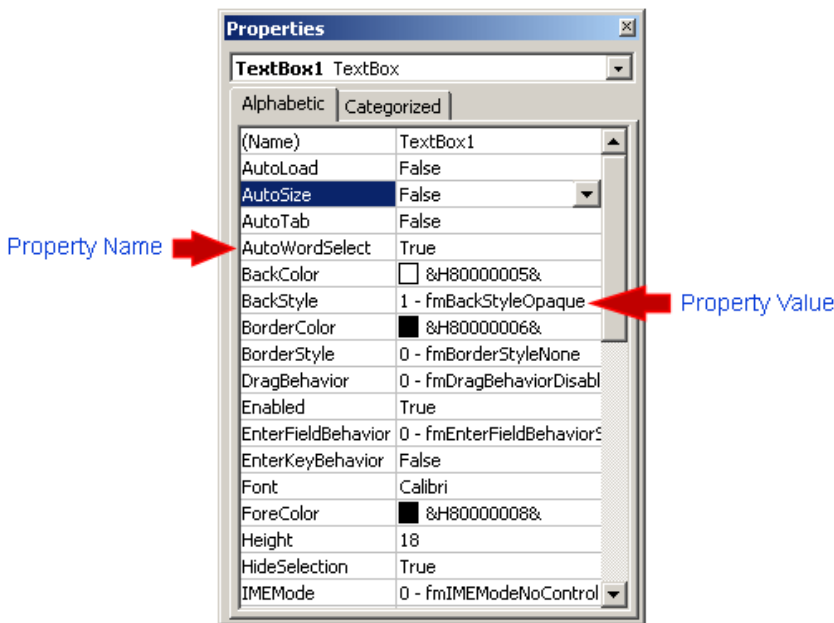 Properties
TextBox1 TextBox
Alphabetic Categorized
(Name) TextBox1
AutoLoad False
AutoSize False
AutoTab False
Property Name AutoWordSelect True
BackColor &H80000005&
BackStyle 1 - fmBackStyleOpaque Property Value
BorderColor &H80000006&
BorderStyle 0 - fmBorderStyleNone
DragBehavior 0 - fmDragBehaviorDisabl
Enabled True
EnterFieldBehavior 0 - fmEnterFieldBehaviorS
EnterKeyBehavior False
Font Calibri
ForeColor &H80000008&
Height 18
HideSelection True
IMEMode 0 - fmIMEModeNoControl